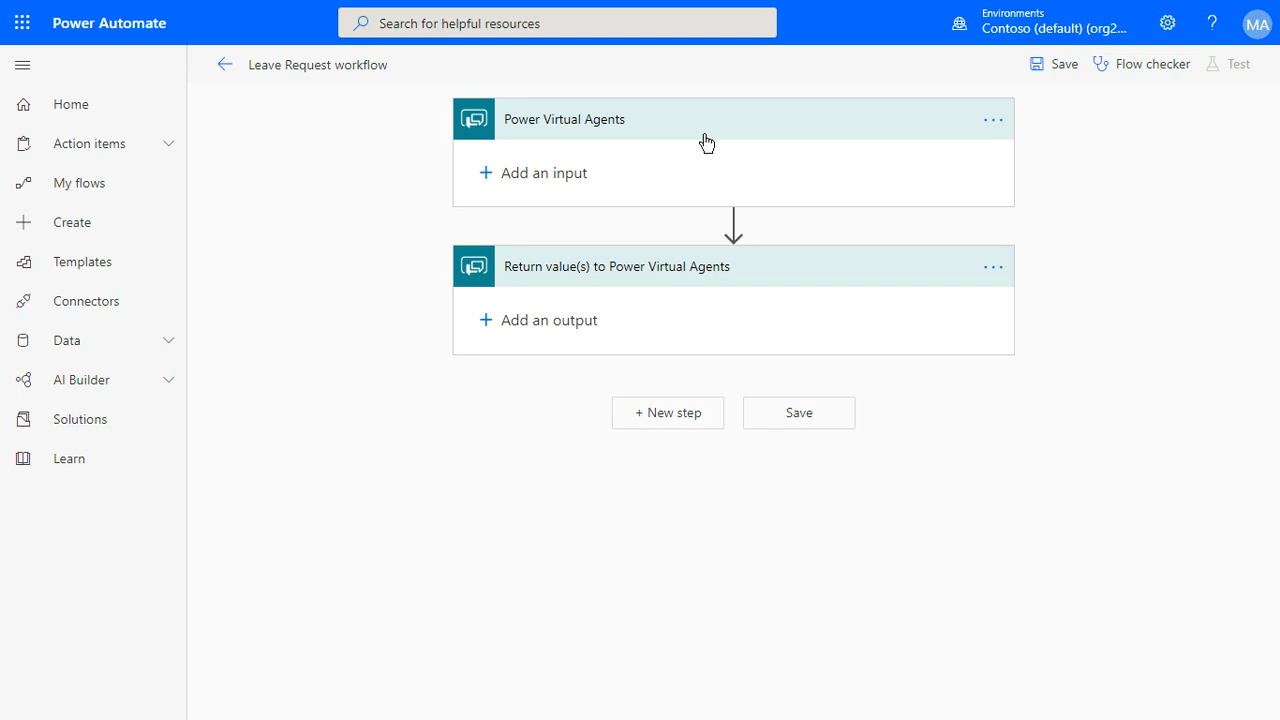 Power Automate
Search for helpful resources
Environments
Contoso (default) (org2...
?
MA
Leave Request workflow
Save
Flow checker
Test
Home
Action items
My flows
Create
Templates
Connectors
Data
AI Builder
Solutions
Learn
Power Virtual Agents
...
+ Add an input
Return value(s) to Power Virtual Agents
...
+ Add an output
+ New step
Save